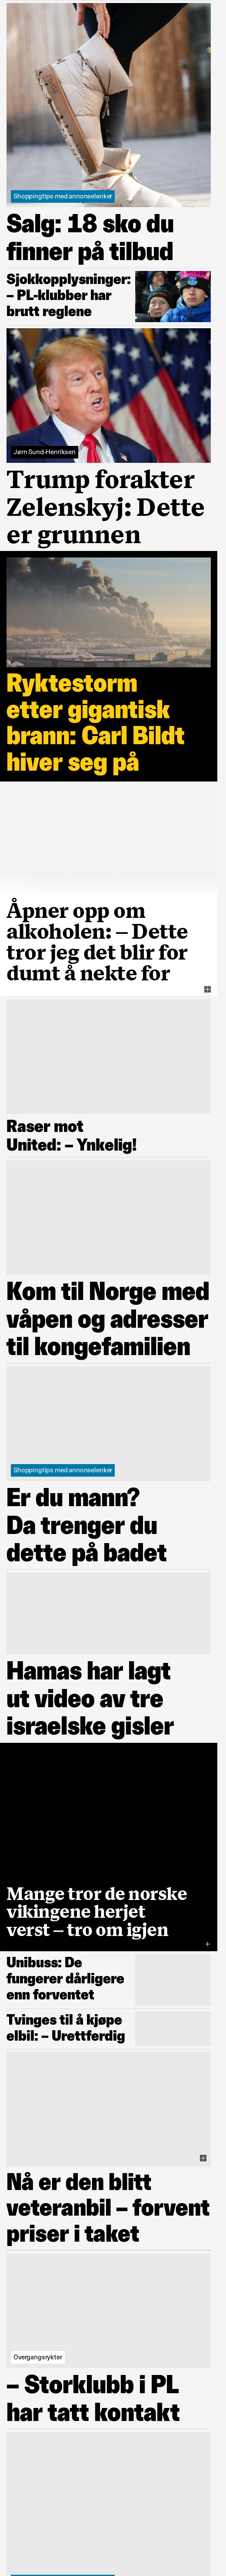 Shoppingtips med annonselenker
Salg: 18 sko du
finner på tilbud
Sjokkopplysninger:
– PL-klubber har
brutt reglene
Jørn Sund-Henriksen
Trump forakter
Zelenskyj: Dette
er grunnen
Ryktestorm
etter gigantisk
brann: Carl Bildt
hiver seg på
Åpner opp om
alkoholen: – Dette
tror jeg det blir for
dumt å nekte for
Raser mot
United: – Ynkelig!
Kom til Norge med
våpen og adresser
til kongefamilien
Shoppingtips med annonselenker
Er du mann?
Da trenger du
dette på badet
Hamas har lagt
ut video av tre
israelske gisler
Mange tror de norske
vikingene herjet
verst – tro om igjen
Unibuss: De
fungerer dårligere
enn forventet
Tvinges til å kjøpe
elbil: – Urettferdig
Nå er den blitt
veteranbil – forvent
priser i taket
Overgangsrykter
– Storklubb i PL
har tatt kontakt